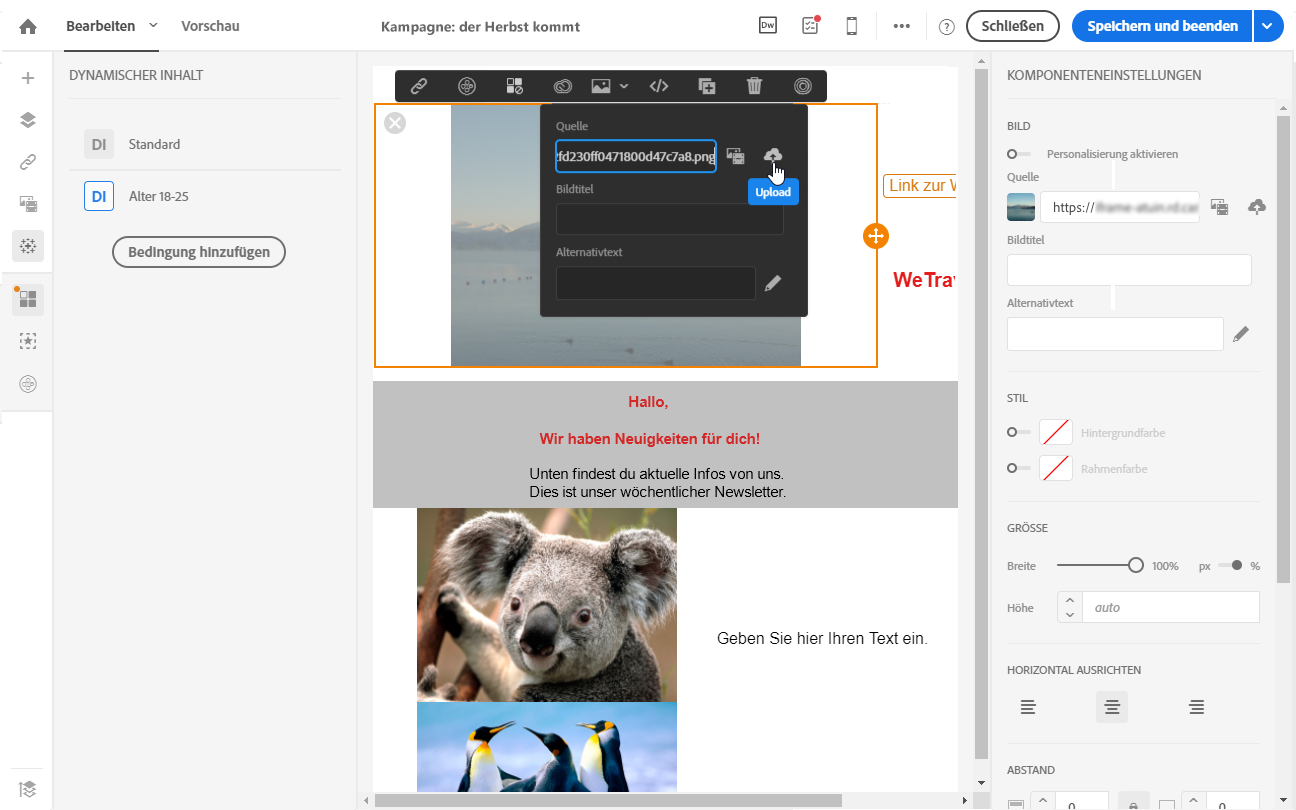 Bearbeiten
Vorschau
Kampagne: der Herbst kommt
Dw
Schließen
Speichern und beenden
DYNAMISCHER INHALT
DI Standard
DI Alter 18-25
Bedingung hinzufügen
Quelle
fd230ff0471800d47c7a8.png
Upload
Bildtitel
Alternativtext
Link zur
WeTrav
Hallo,
Wir haben Neuigkeiten für dich!
Unten findest du aktuelle Infos von uns.
Dies ist unser wöchentlicher Newsletter.
Geben Sie hier Ihren Text ein.
KOMPONENTENEINSTELLUNGEN
BILD
Personalisierung aktivieren
Quelle
https://
Bildtitel
Alternativtext
STIL
Hintergrundfarbe
Rahmenfarbe
GRÖSSE
Breite 100% px %
Höhe auto
HORIZONTAL AUSRICHTEN
ABSTAND
0 0